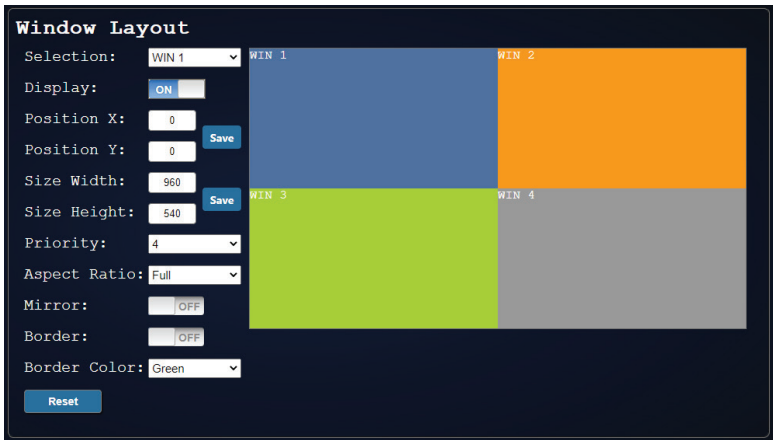 Window Layout
Selection: WIN 1
Display: ON
Position X: 0
Position Y: 0
Save
Size Width: 960
Size Height: 540
Save
Priority: 4
Aspect Ratio: Full
Mirror: OFF
Border: OFF
Border Color: Green
Reset
WIN 1 WIN 2
WIN 3 WIN 4